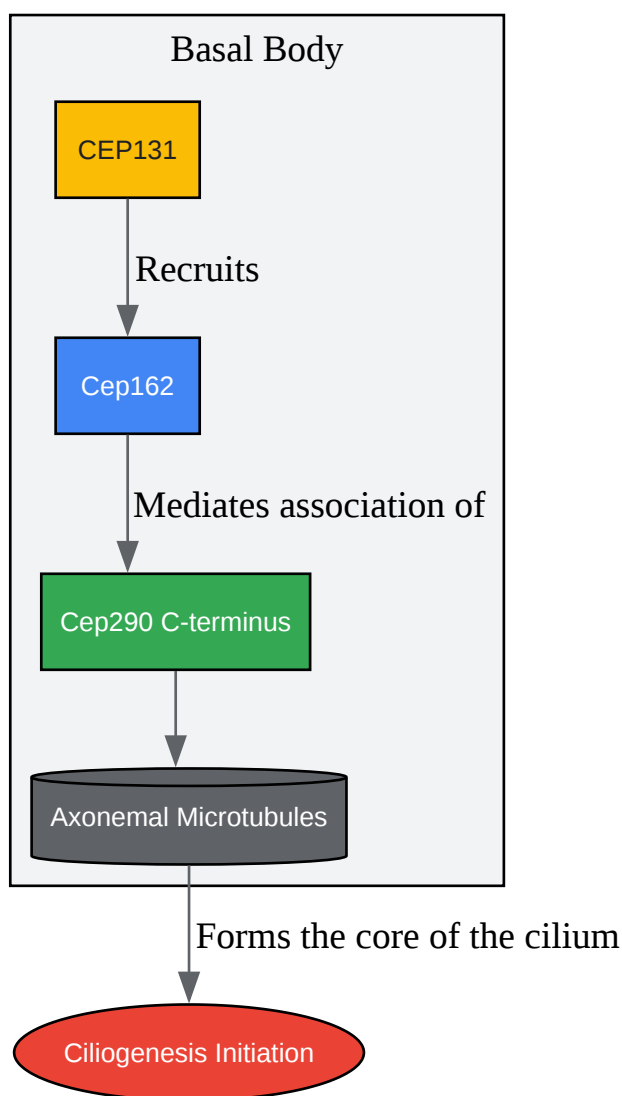 Basal Body
CEP131
Recruits
Cep162
Mediates association of
Cep290 C-terminus
Axonemal Microtubules
Forms the core of the cilium
Ciliogenesis Initiation